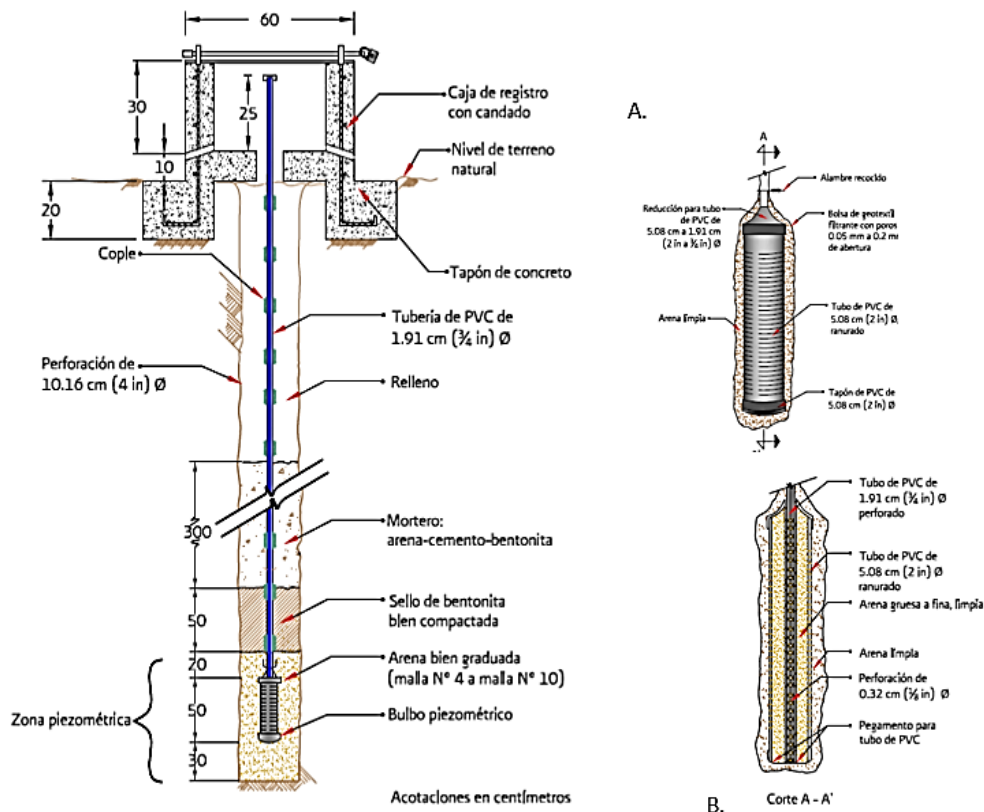 60
30
25
10
20
Caja de registro
con candado
Nivel de terreno
natural
Cople
Tapón de concreto
Tubería de PVC de
1.91 cm (¾ in) Ø
Perforación de
10.16 cm (4 in) Ø
Relleno
300
Mortero:
arena-cemento-bentonita
50
Sello de bentonita
bien compactada
20
Arena bien graduada
(malla N° 4 a malla N° 10)
Zona piezométrica
50
Bulbo piezométrico
30
Acotaciones en centímetros
A.
A
Alambre recocido
Reducción para tubo
de PVC de
5.08 cm a 1.91 cm
(2 in a ¾ in) Ø
Bolsa de geotextil
filtrante con poros
0.05 mm a 0.2 m
de abertura
Arena limpia
Tubo de PVC de
5.08 cm (2 in) Ø
ranurado
Tapón de PVC de
5.08 cm (2 in) Ø
Tubo de PVC de
1.91 cm (¾ in) Ø
perforado
Tubo de PVC de
5.08 cm (2 in) Ø
ranurado
Arena gruesa a fina, limpia
Arena limpia
Perforación de
0.32 cm (⅛ in) Ø
Pegamento para
tubo de PVC
B.
Corte A - A'